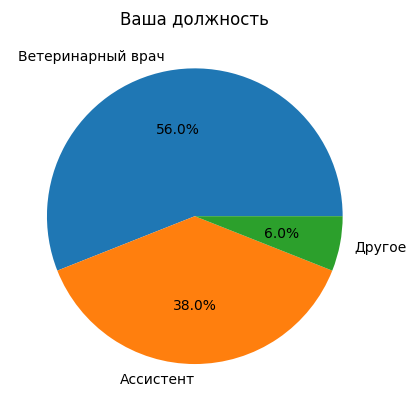 Ваша должность
Ветеринарный врач
56.0%
6.0%
Другое
38.0%
Ассистент